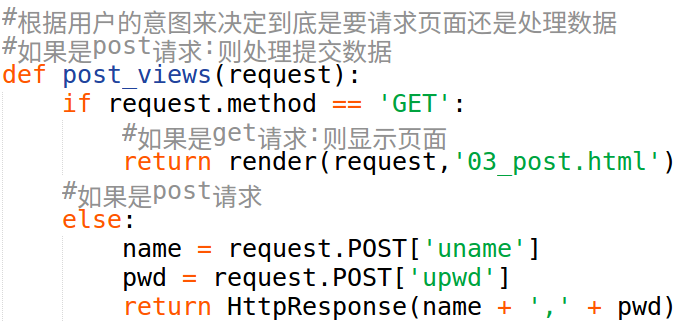 #根据用户的意图来决定到底是要请求页面还是处理数据
#如果是post请求:则处理提交数据
def post_views(request):
    if request.method == 'GET':
        #如果是get请求:则显示页面
        return render(request,'03_post.html')
    #如果是post请求
    else:
        name = request.POST['uname']
        pwd = request.POST['upwd']
        return HttpResponse(name + ',' + pwd)